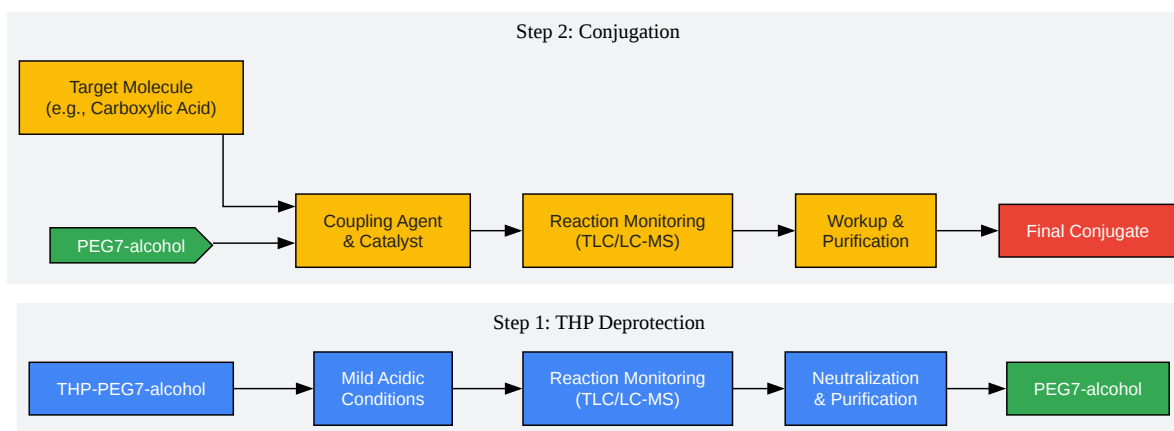 Step 2: Conjugation
Target Molecule
(e.g., Carboxylic Acid)
PEG7-alcohol
Coupling Agent
& Catalyst
Reaction Monitoring
(TLC/LC-MS)
Workup &
Purification
Final Conjugate
Step 1: THP Deprotection
THP-PEG7-alcohol
Mild Acidic
Conditions
Reaction Monitoring
(TLC/LC-MS)
Neutralization
& Purification
PEG7-alcohol